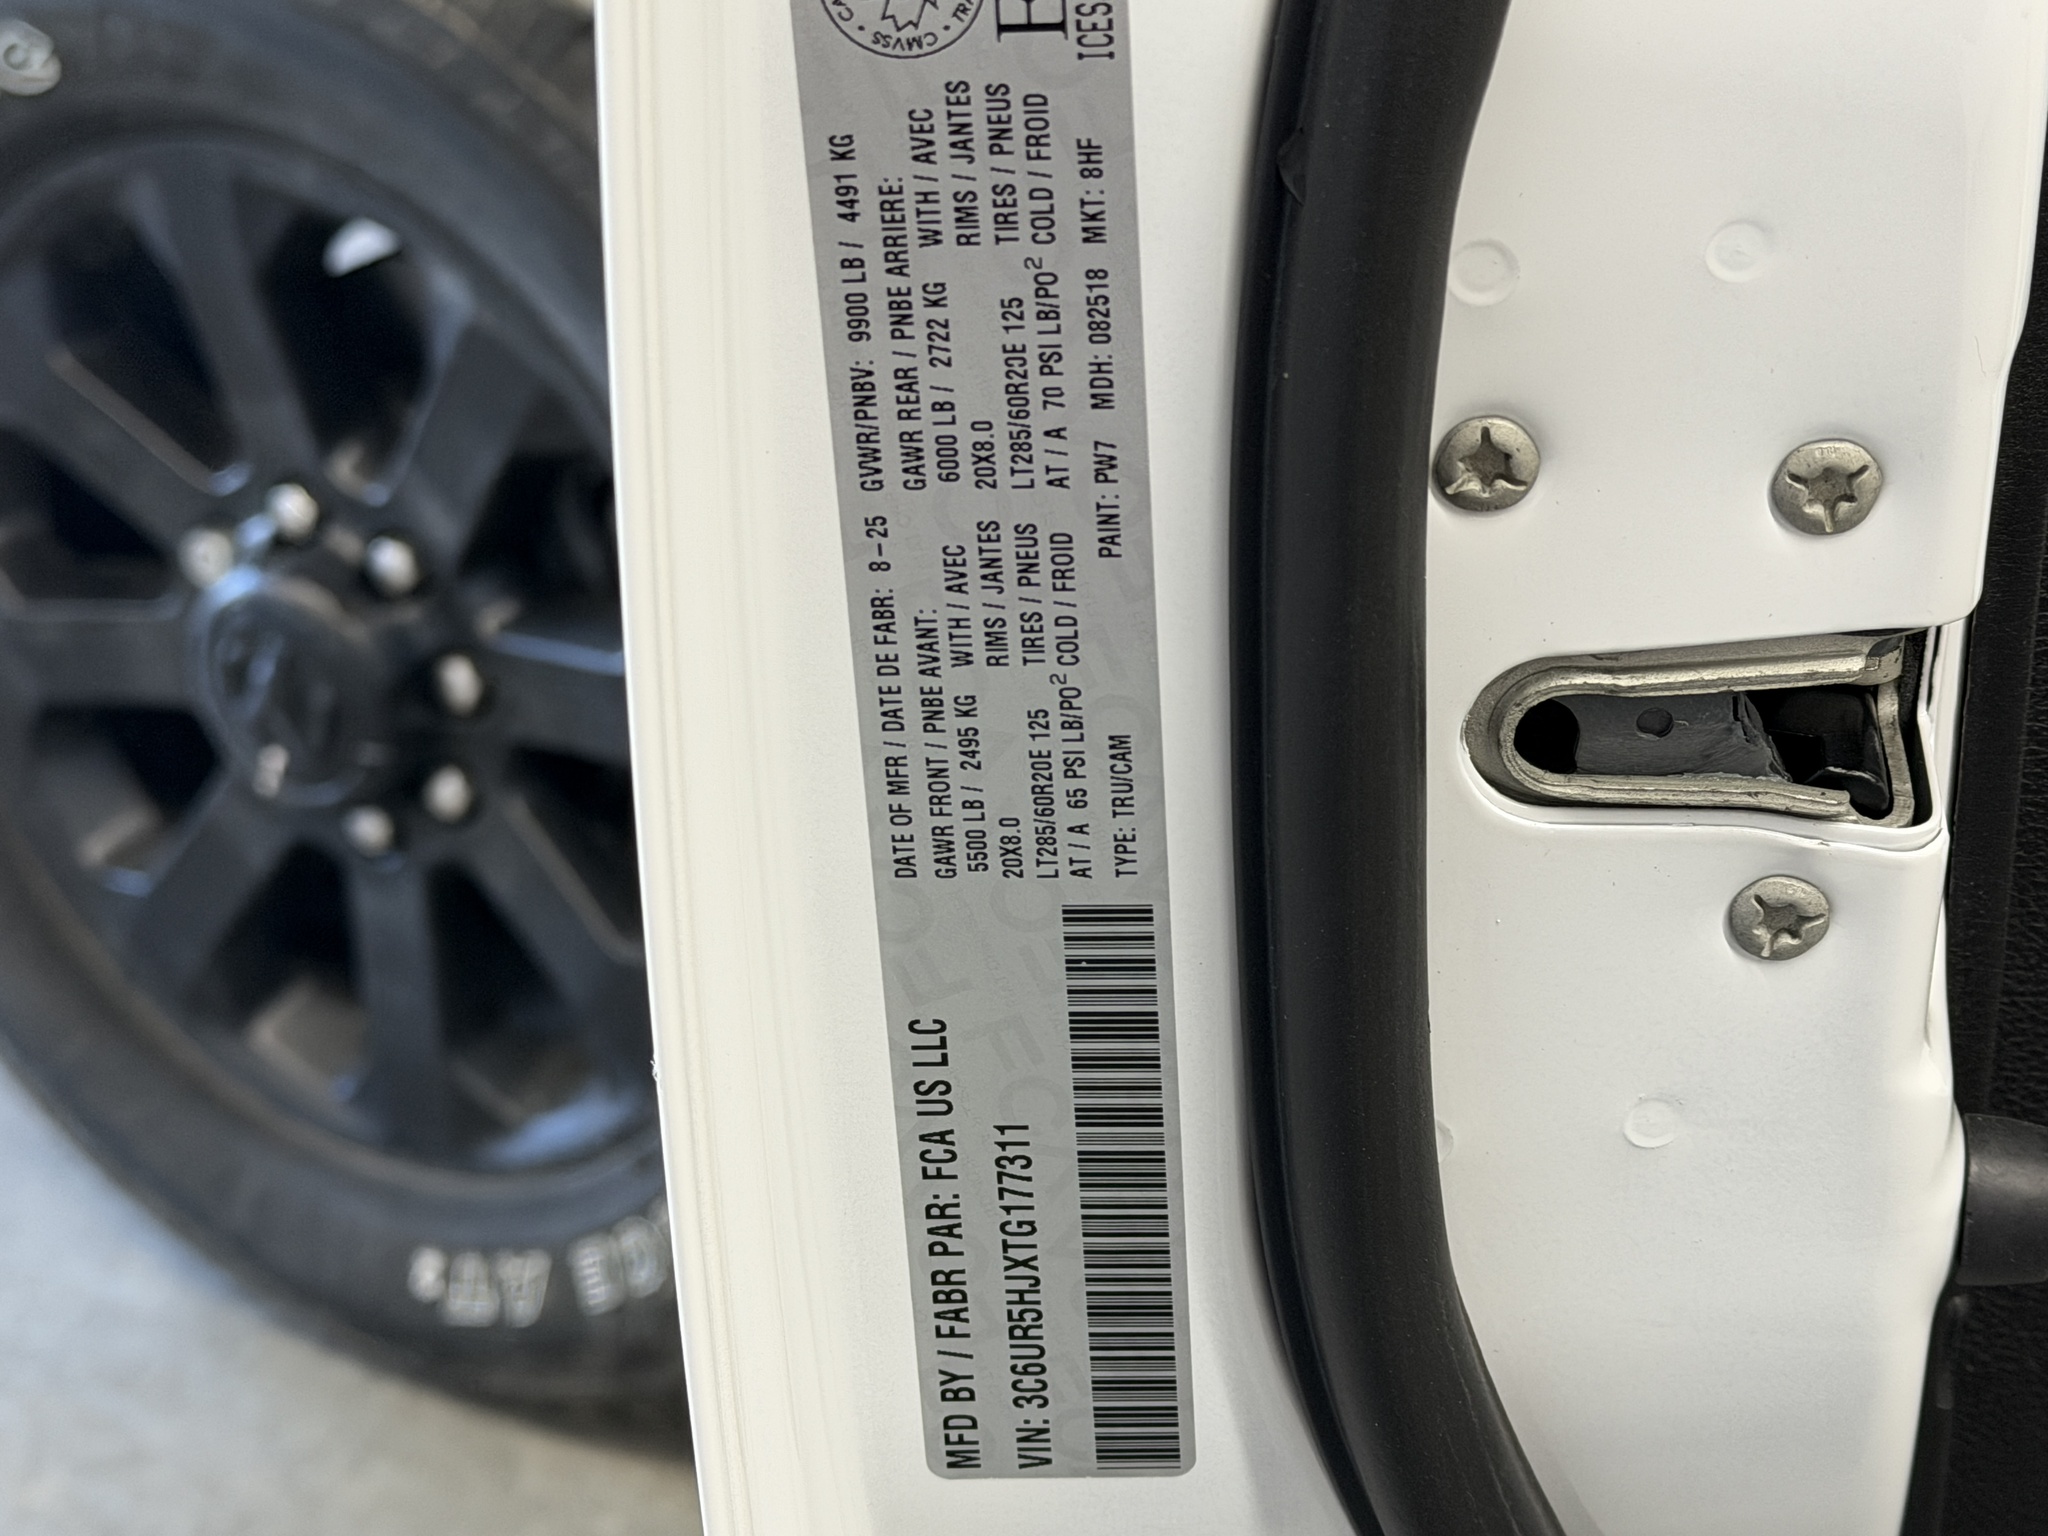 MFD BY / FABR PAR: FCA US LLC
VIN: 3C6UR5HJXTG177311
DATE OF MFR / DATE DE FABR: 8-25
GVWR/PNBV: 9900 LB / 4491 KG
GAWR FRONT / PNBE AVANT:
5500 LB / 2495 KG WITH / AVEC
20X8.0 RIMS / JANTES
LT285/60R20E 125 TIRES / PNEUS
AT / A 65 PSI LB/PO² COLD / FROID
GAWR REAR / PNBE ARRIERE:
6000 LB / 2722 KG WITH / AVEC
20X8.0 RIMS / JANTES
LT285/60R20E 125 TIRES / PNEUS
AT / A 70 PSI LB/PO² COLD / FROID
TYPE: TRU/CAM
PAINT: PW7 MDH: 082518 MKT: 8HF
CMVSS
ICES